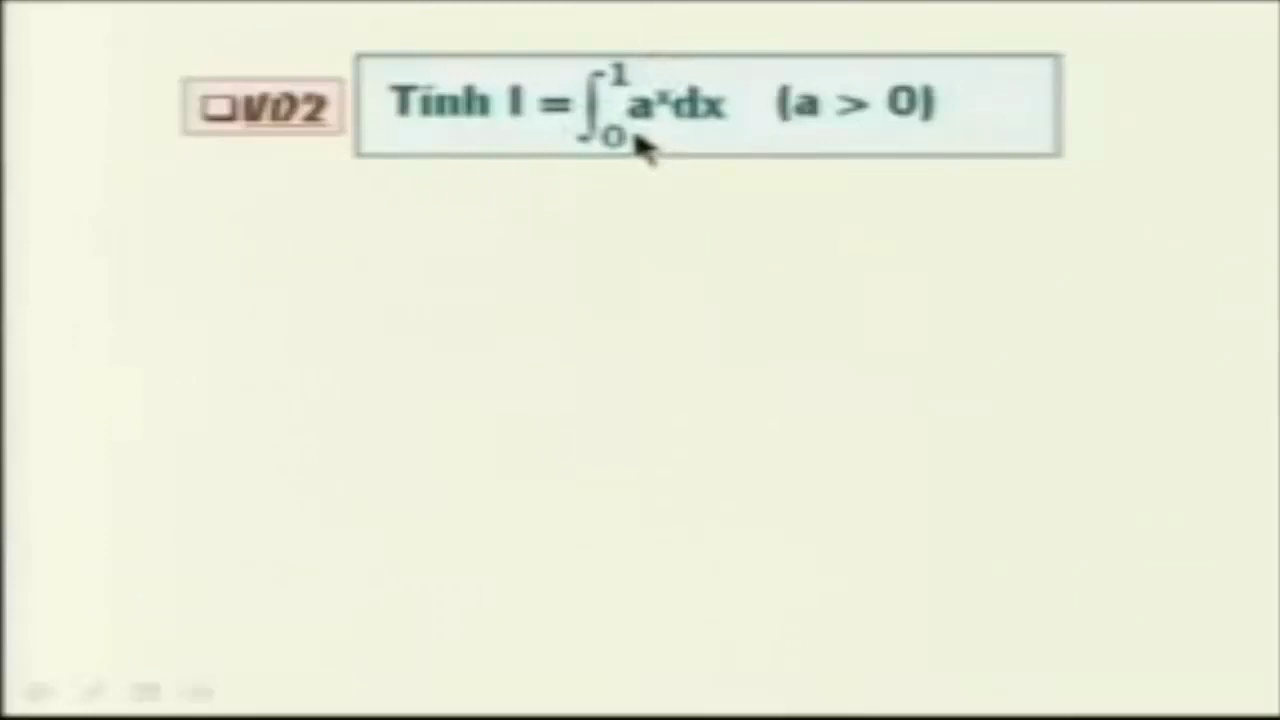 ❑VD2 Tính I = ∫₀¹ aˣdx (a > 0)